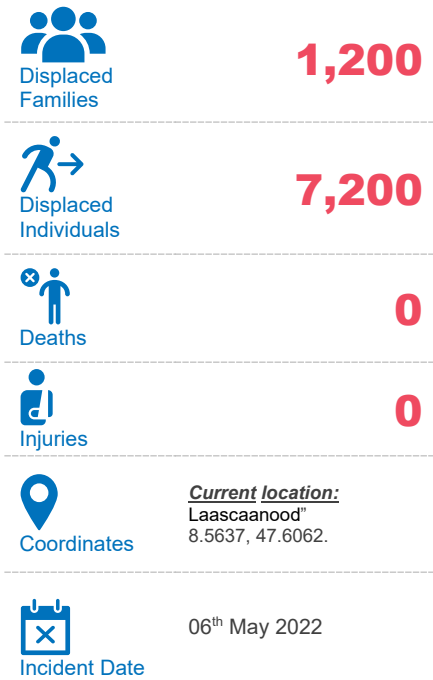 Displaced
Families
1,200
Displaced
Individuals
7,200
Deaths
0
Injuries
0
Coordinates
Current location:
Laascaanood”
8.5637, 47.6062.
Incident Date
06th May 2022